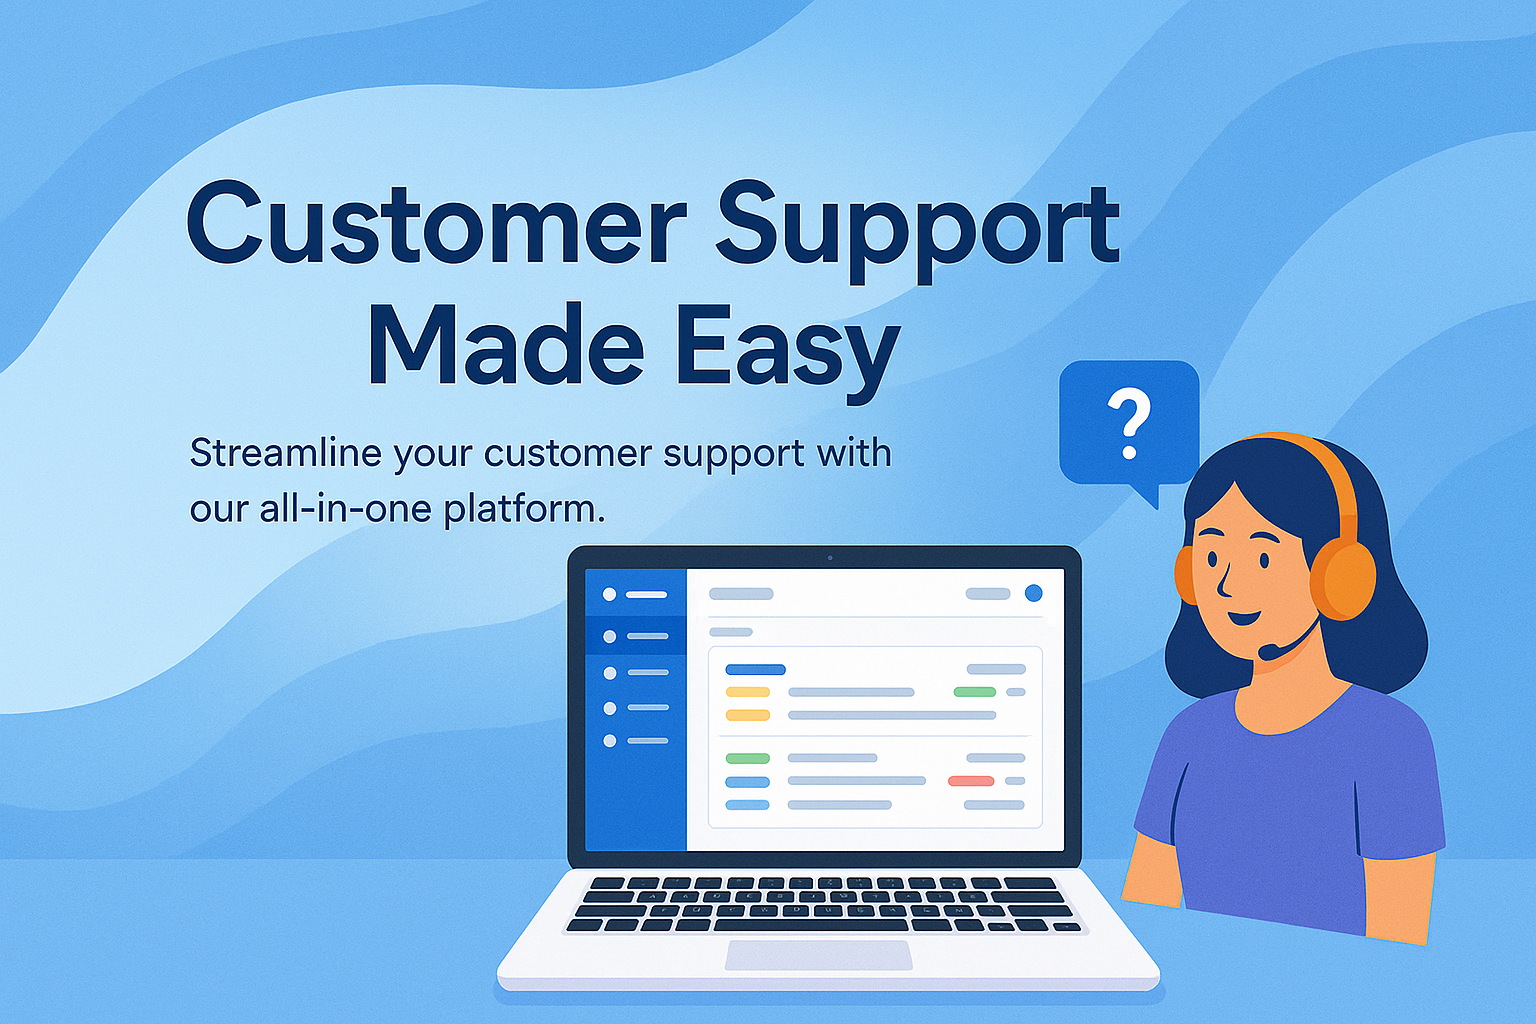 Customer Support
Made Easy
Streamline your customer support with
our all-in-one platform.
?